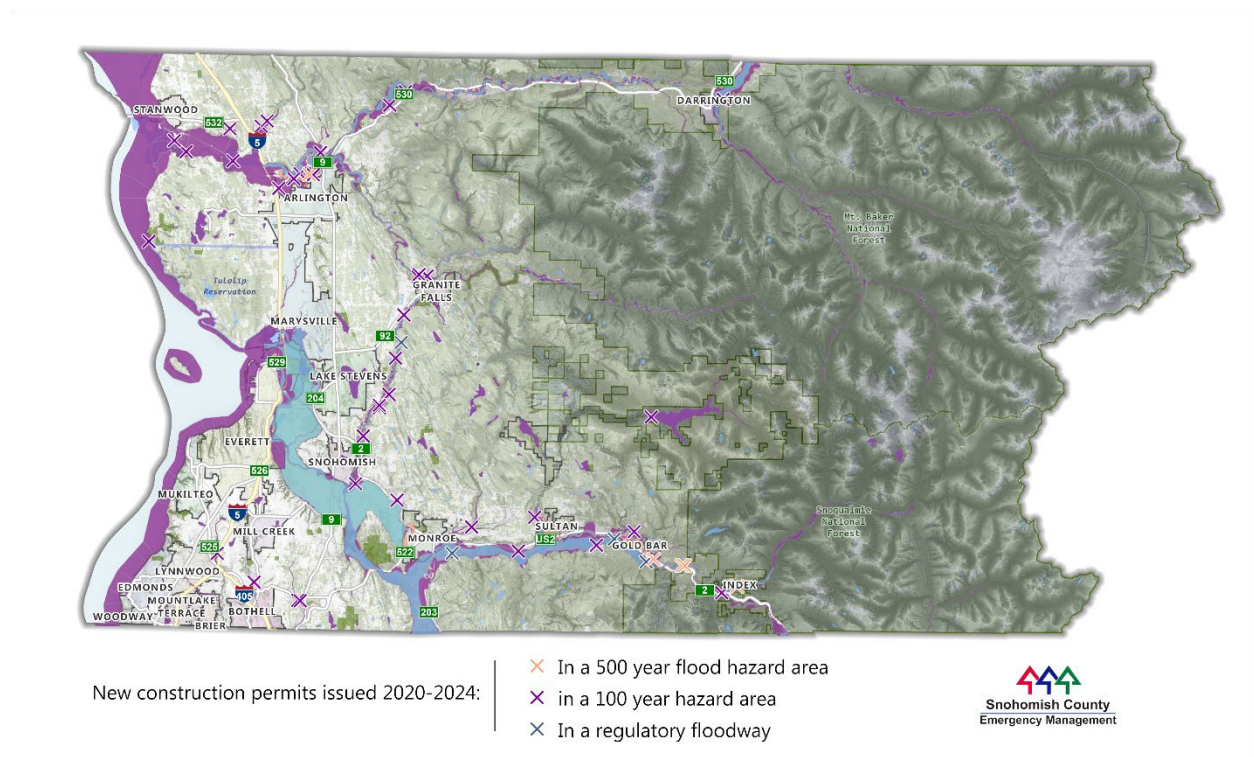 STANWOOD
532
5
530
530
DARRINGTON
9
ARLINGTON
Mt. Baker
National
Forest
Tulalip
Reservation
GRANITE
FALLS
MARYSVILLE
92
529
LAKE STEVENS
204
EVERETT
2
SNOHOMISH
526
MUKILTEO
5
9
MILL CREEK
SULTAN
US2
MONROE
522
GOLD BAR
Snoqualmie
National
Forest
525
LYNNWOOD
EDMONDS
405
MOUNTLAKE
TERRACE
BOTHELL
WOODWAY
BRIER
203
2
INDEX
New construction permits issued 2020-2024:
In a 500 year flood hazard area
in a 100 year hazard area
In a regulatory floodway
Snohomish County
Emergency Management